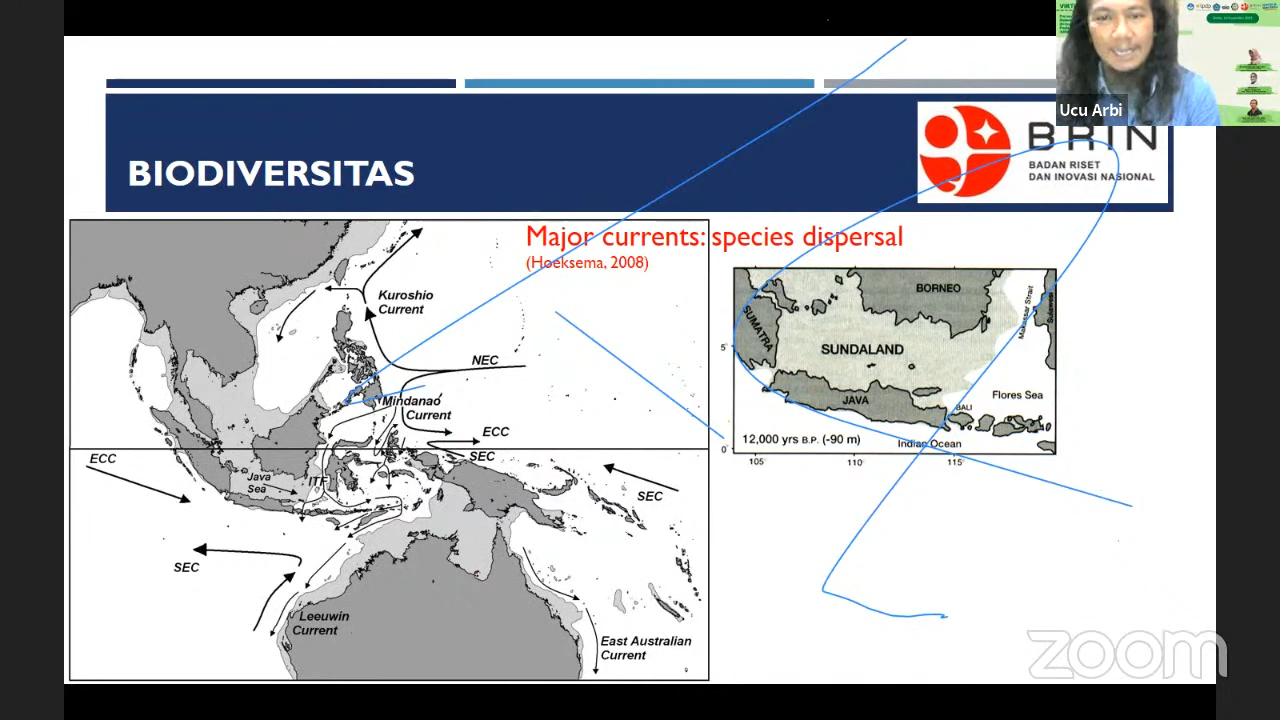 Ucu Arbi
BIODIVERSITAS
BRIN
BADAN RISET
DAN INOVASI NASIONAL
Major currents: species dispersal
(Hoeksema, 2008)
Kuroshio
Current
NEC
Mindanao
Current
ECC
SEC
ECC
Java
Sea
ITF
SEC
SEC
Leeuwin
Current
East Australian
Current
BORNEO
SUMATRA
SUNDALAND
Makassar Strait
Sulawesi
JAVA
BALI
Flores Sea
12,000 yrs B.P. (-90 m)
Indian Ocean
5°
0°
105°
110°
115°
zoom